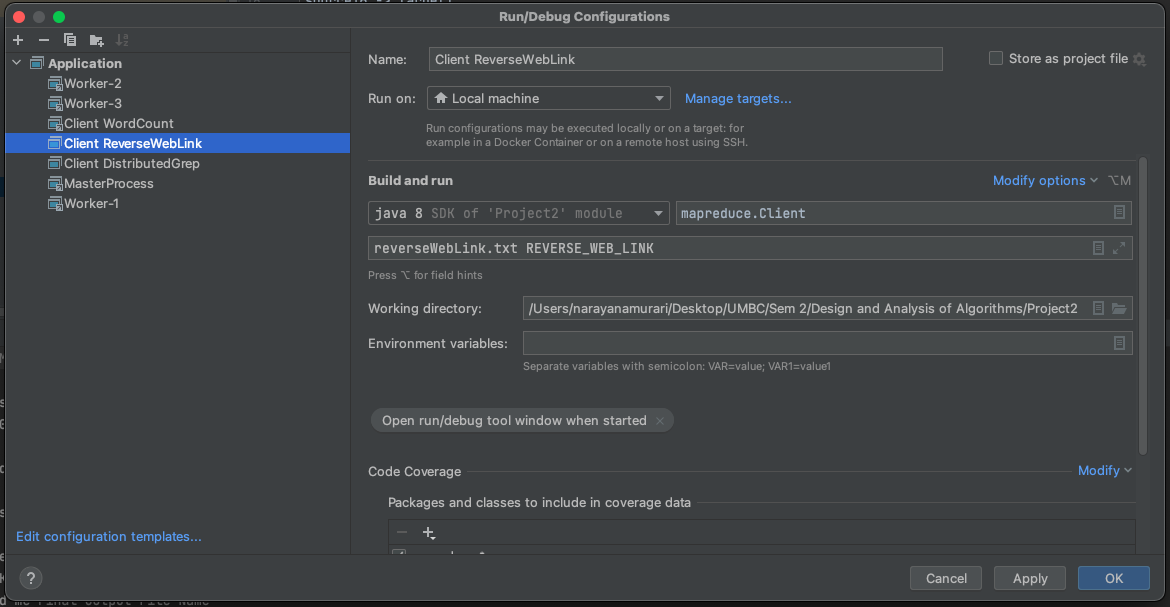 Run/Debug Configurations
Application
Worker-2
Worker-3
Client WordCount
Client ReverseWebLink
Client DistributedGrep
MasterProcess
Worker-1
Edit configuration templates...
?
Name: Client ReverseWebLink Store as project file
Run on: Local machine Manage targets...
Run configurations may be executed locally or on a target: for
example in a Docker Container or on a remote host using SSH.
Build and run Modify options ⌥M
java 8 SDK of 'Project2' module mapreduce.Client
reverseWebLink.txt REVERSE_WEB_LINK
Press ⌥ for field hints
Working directory: /Users/narayanamurari/Desktop/UMBC/Sem 2/Design and Analysis of Algorithms/Project2
Environment variables:
Separate variables with semicolon: VAR=value; VAR1=value1
Open run/debug tool window when started ×
Code Coverage Modify
Packages and classes to include in coverage data
Cancel Apply OK